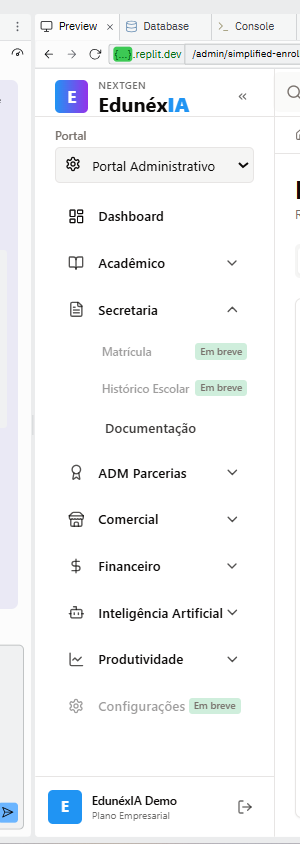 Preview
Database
Console
{...}.replit.dev
/admin/simplified-enrol
E
NEXTGEN
EdunéxIA
Portal
Portal Administrativo
Dashboard
Acadêmico
Secretaria
Matrícula
Em breve
Histórico Escolar
Em breve
Documentação
ADM Parcerias
Comercial
Financeiro
Inteligência Artificial
Produtividade
Configurações
Em breve
E
EdunéxIA Demo
Plano Empresarial